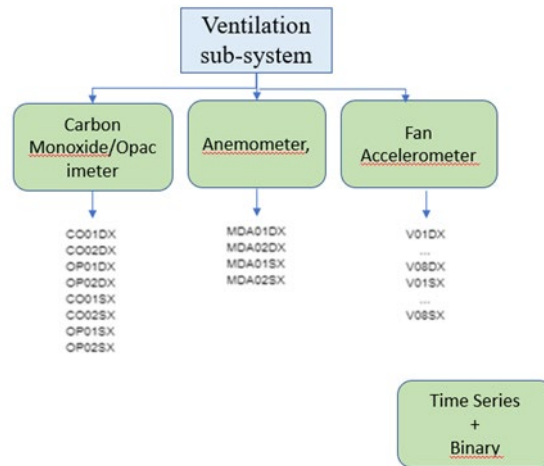 Ventilation
sub-system
Carbon
Monoxide/Opac
imeter
Anemometer,
Fan
Accelerometer
CO01DX
CO02DX
OP01DX
OP02DX
CO01SX
CO02SX
OP01SX
OP02SX
MDA01DX
MDA02DX
MDA01SX
MDA02SX
V01DX
...
V08DX
V01SX
...
V08SX
Time Series
+
Binary